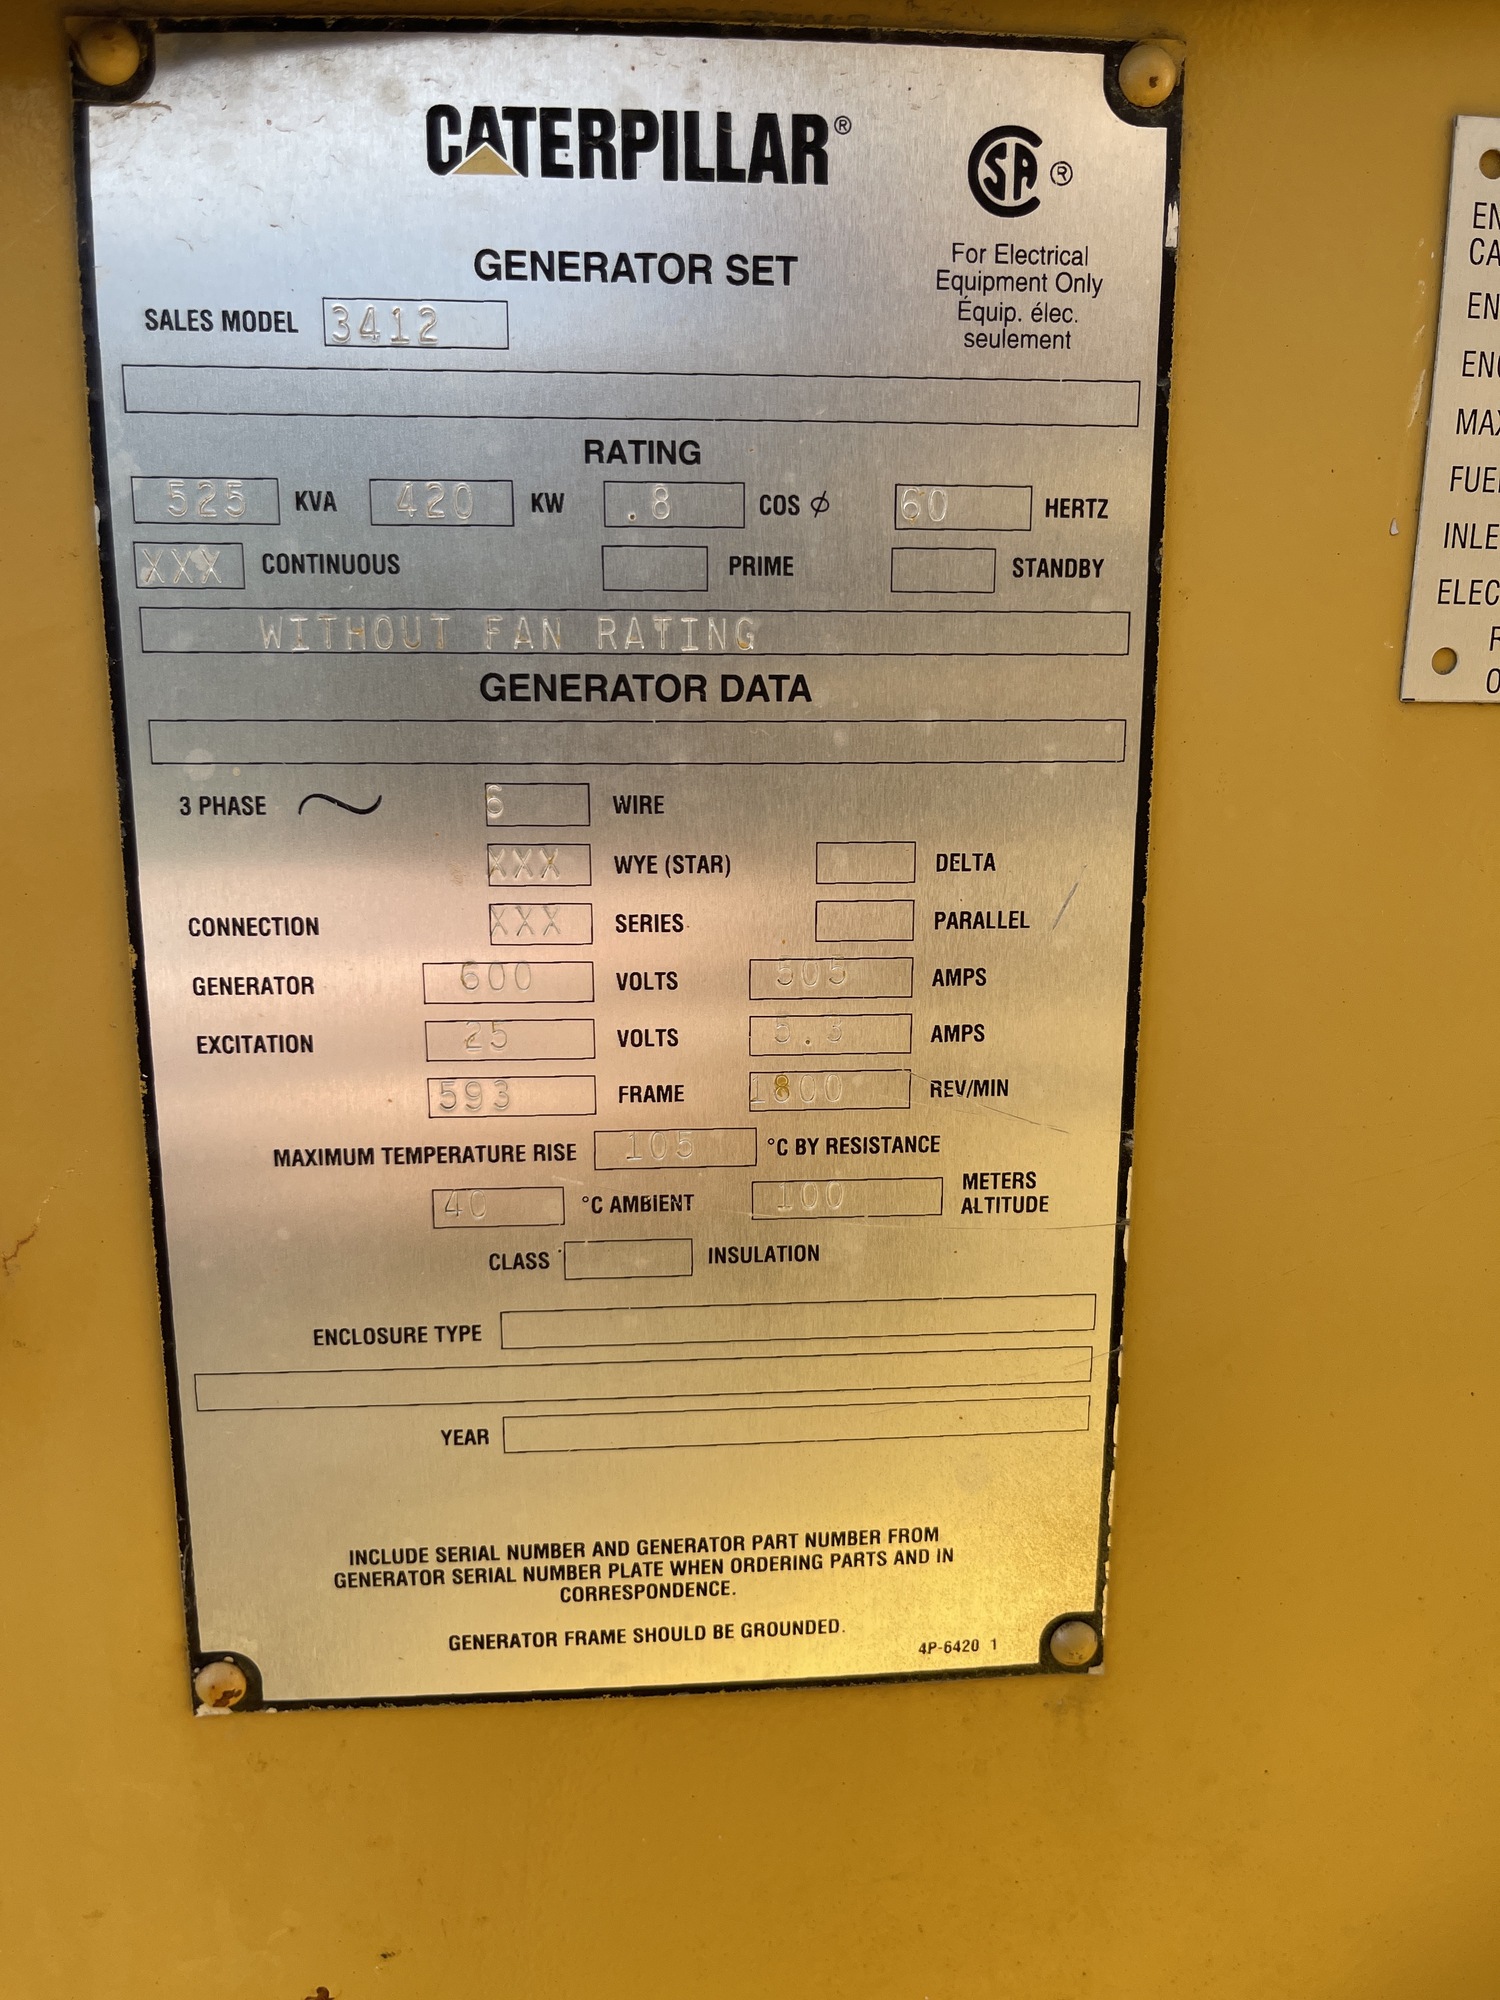 CATERPILLAR®
CSA ®
For Electrical
Equipment Only
Équip. élec.
seulement
GENERATOR SET
SALES MODEL 3412
RATING
525 KVA 420 KW .8 COS ϕ 60 HERTZ
XXX CONTINUOUS PRIME STANDBY
WITHOUT FAN RATING
GENERATOR DATA
3 PHASE 6 WIRE
XXX WYE (STAR) DELTA
CONNECTION XXX SERIES PARALLEL
GENERATOR 600 VOLTS 505 AMPS
EXCITATION 25 VOLTS 5.3 AMPS
593 FRAME 1800 REV/MIN
MAXIMUM TEMPERATURE RISE 105 °C BY RESISTANCE
40 °C AMBIENT 100 METERS
ALTITUDE
CLASS INSULATION
ENCLOSURE TYPE
YEAR
INCLUDE SERIAL NUMBER AND GENERATOR PART NUMBER FROM
GENERATOR SERIAL NUMBER PLATE WHEN ORDERING PARTS AND IN
CORRESPONDENCE.
GENERATOR FRAME SHOULD BE GROUNDED.
4P-6420 1